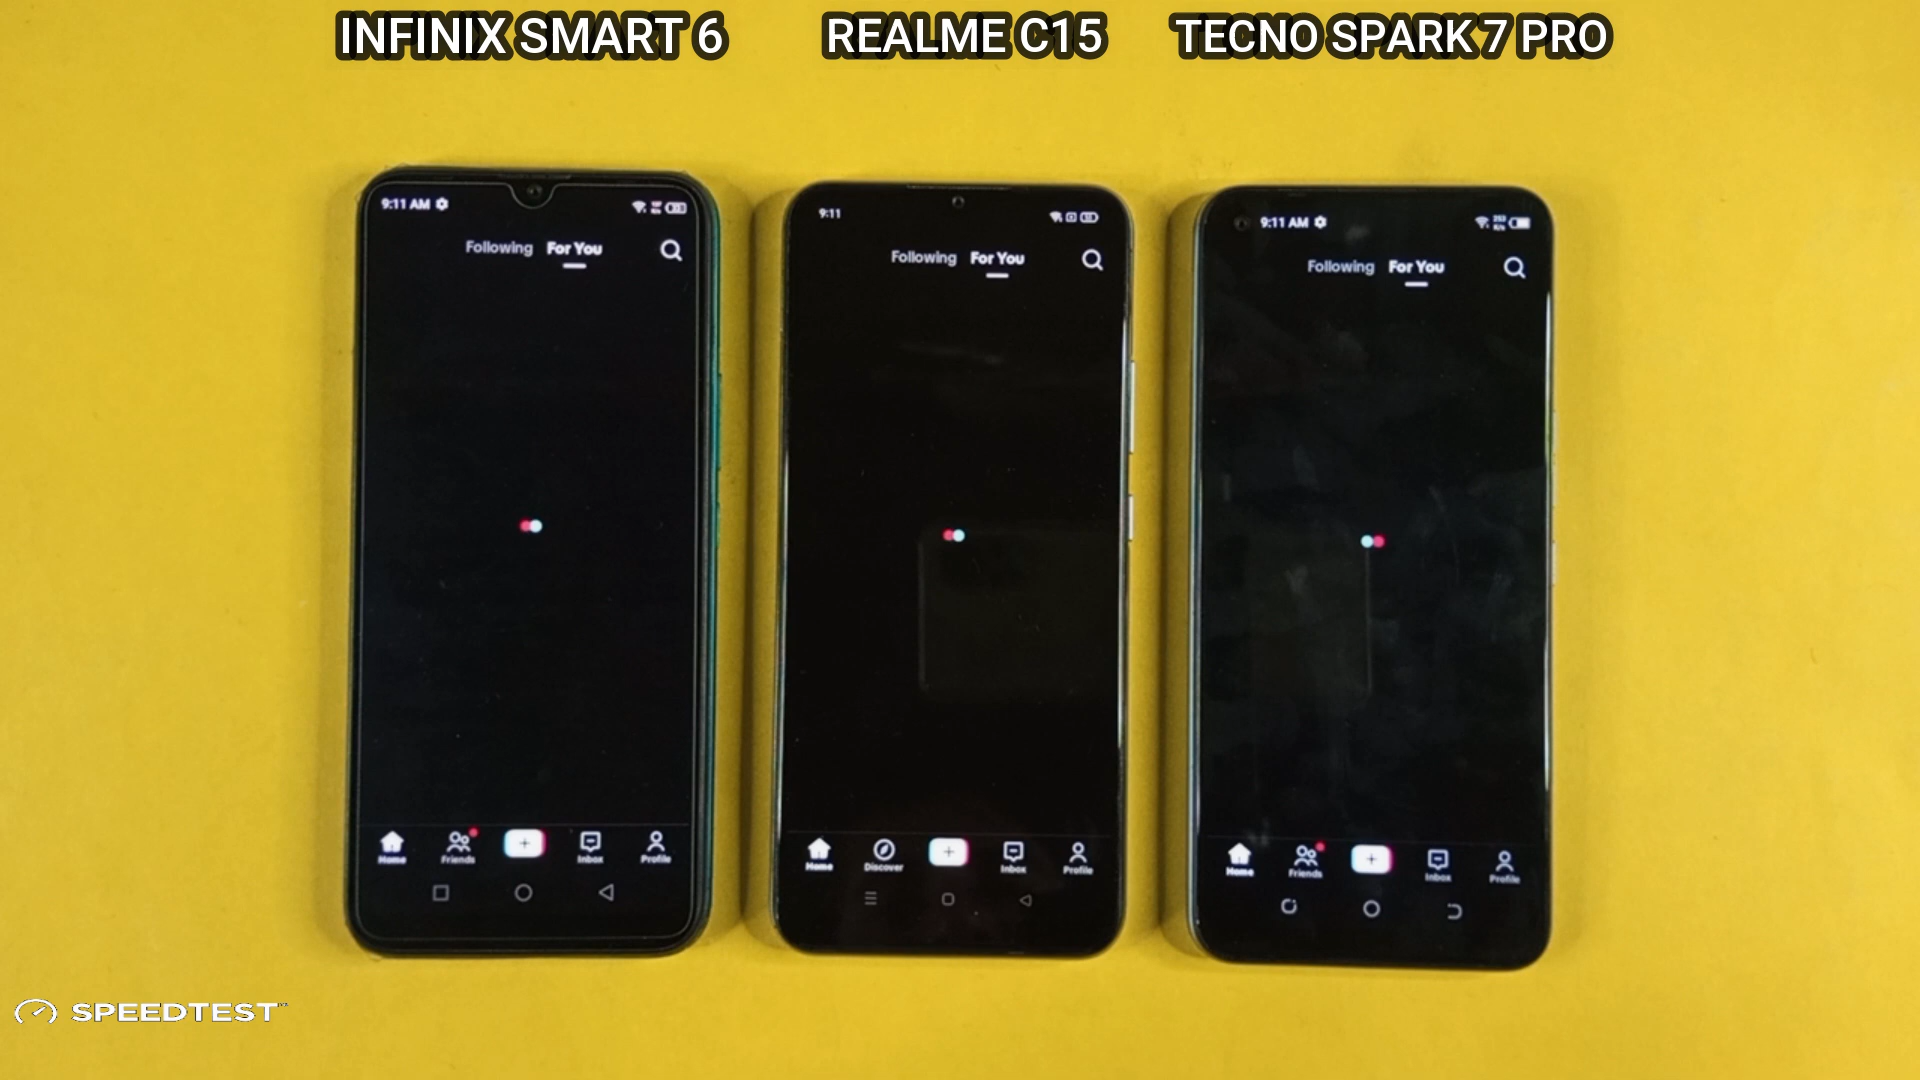 INFINIX SMART 6 REALME C15 TECNO SPARK 7 PRO
9:11 AM
Following For You
Home Friends Inbox Profile
9:11
Following For You
Home Discover Inbox Profile
9:11 AM
Following For You
Home Friends Inbox Profile
SPEEDTEST